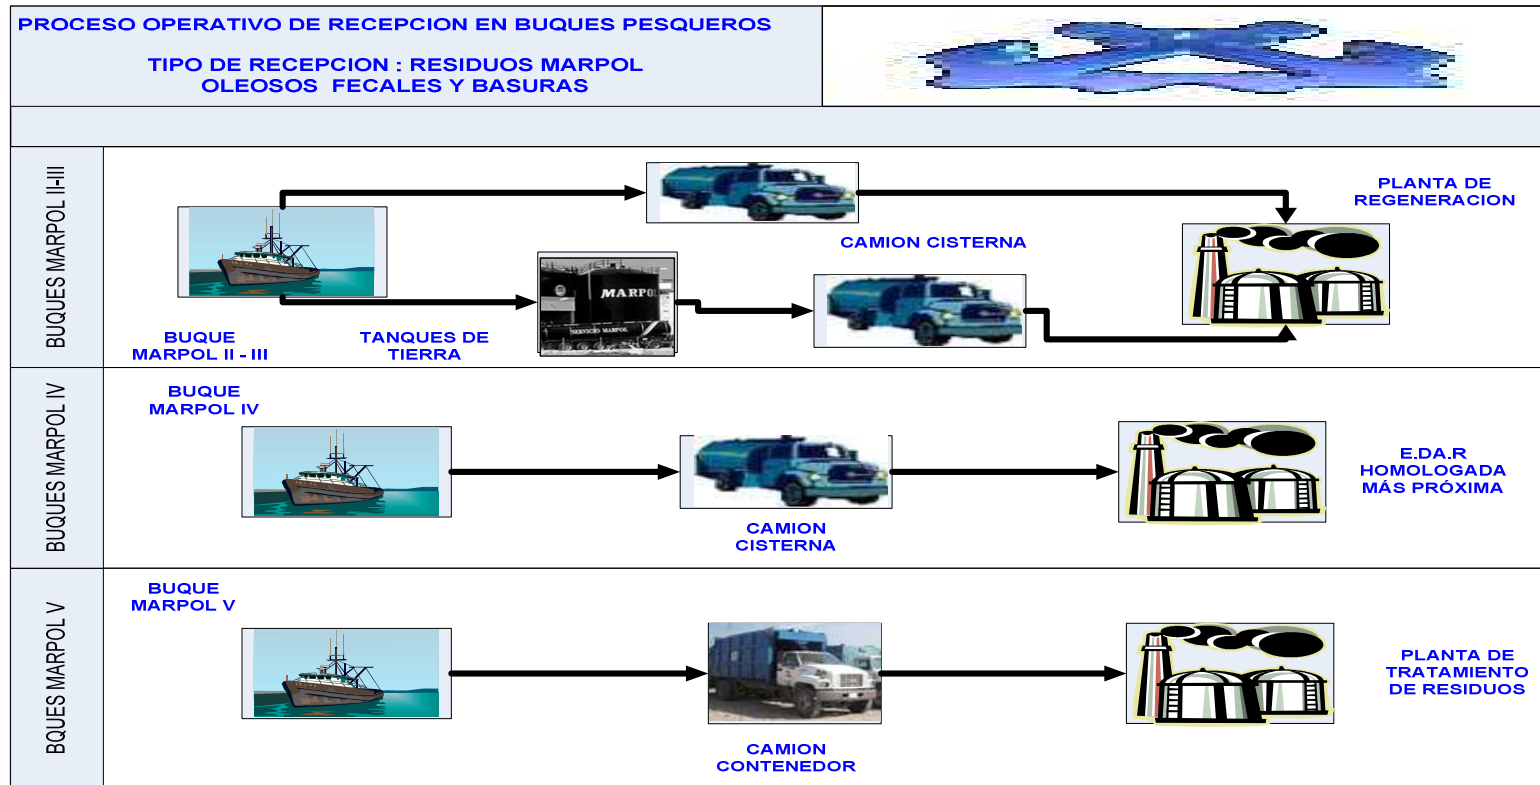 PROCESO OPERATIVO DE RECEPCION EN BUQUES PESQUEROS
TIPO DE RECEPCION : RESIDUOS MARPOL
OLEOSOS FECALES Y BASURAS
BUQUES MARPOL II-III
PLANTA DE
REGENERACION
CAMION CISTERNA
MARPOL
SERVICIO MARPOL
BUQUE
MARPOL II - III
TANQUES DE
TIERRA
BUQUES MARPOL IV
BUQUE
MARPOL IV
E.DA.R
HOMOLOGADA
MÁS PRÓXIMA
CAMION
CISTERNA
BQUES MARPOL V
BUQUE
MARPOL V
PLANTA DE
TRATAMIENTO
DE RESIDUOS
CAMION
CONTENEDOR